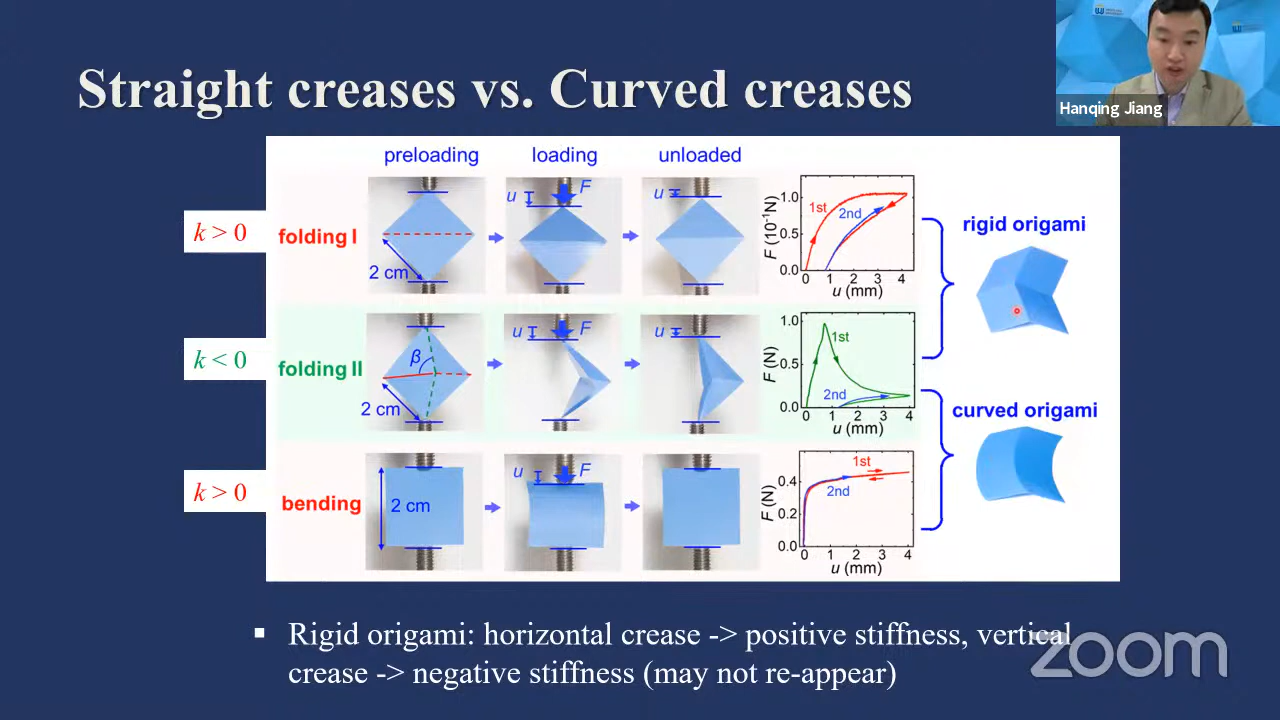 Straight creases vs. Curved creases
Hanqing Jiang
preloading
loading
unloaded
k > 0
folding I
2 cm
u
F
u
F (10⁻¹N)
1.0
0.5
0.0
1st
2nd
0 1 2 3 4
u (mm)
rigid origami
k < 0
folding II
β
2 cm
u
F
u
F (N)
1.0
0.5
0.0
1st
2nd
0 1 2 3 4
u (mm)
curved origami
k > 0
bending
2 cm
u
F
F (N)
0.4
0.2
0.0
1st
2nd
0 1 2 3 4
u (mm)
▪ Rigid origami: horizontal crease -> positive stiffness, vertical
crease -> negative stiffness (may not re-appear)
zoom